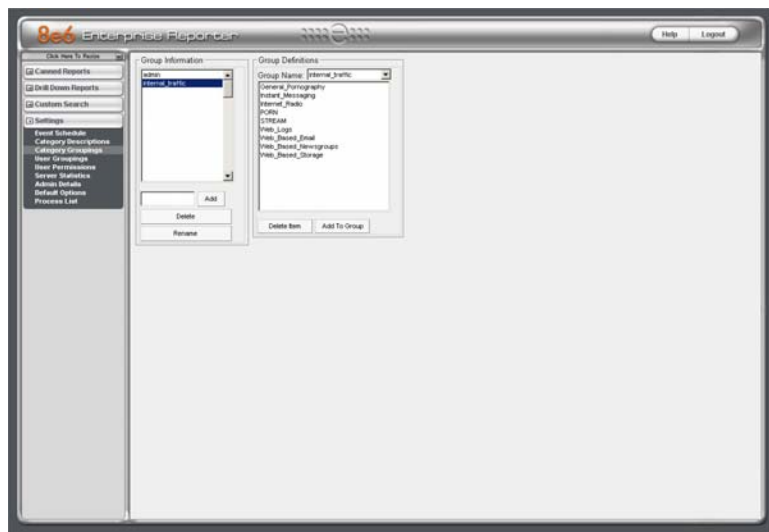 8e6 Enterprise Reporter
Help
Logout
Click Here To Resize
Canned Reports
Drill Down Reports
Custom Search
Settings
Event Schedule
Category Descriptions
Category Groupings
User Groupings
User Permissions
Server Statistics
Admin Details
Default Options
Process List
Group Information
admin
internal_traffic
Add
Delete
Rename
Group Definitions
Group Name: internal_traffic
General_Pornography
Instant_Messaging
Internet_Radio
PORN
STREAM
Web_Logs
Web_Based_Email
Web_Based_Newsgroups
Web_Based_Storage
Delete Item
Add To Group